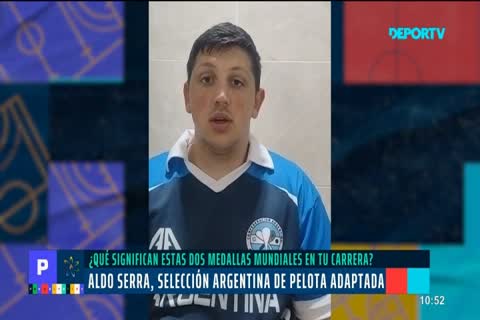 DEPORTV
¿QUÉ SIGNIFICAN ESTAS DOS MEDALLAS MUNDIALES EN TU CARRERA?
P
ALDO SERRA, SELECCIÓN ARGENTINA DE PELOTA ADAPTADA
ARGENTINA
10:52